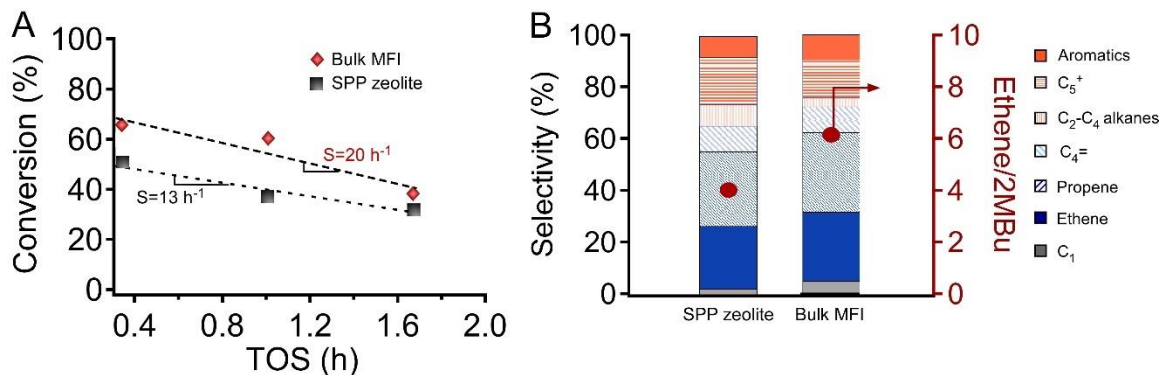 A
Conversion (%)
100
80
60
40
20
0
0.4 0.8 1.2 1.6 2.0
TOS (h)
Bulk MFI
SPP zeolite
S=20 h⁻¹
S=13 h⁻¹
B
Selectivity (%)
100
80
60
40
20
0
SPP zeolite Bulk MFI
10
8
6
4
2
0
Ethene/2MBu
Aromatics
C₅⁺
C₂-C₄ alkanes
C₄=
Propene
Ethene
C₁